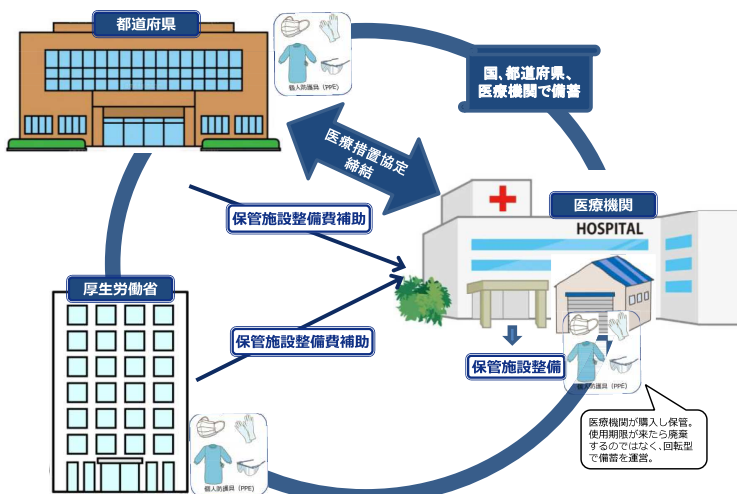 都道府県
個人防護具（PPE）
国、都道府県、
医療機関で備蓄
医療措置協定
締結
医療機関
HOSPITAL
保管施設整備費補助
厚生労働省
保管施設整備費補助
保管施設整備
個人防護具（PPE）
医療機関が購入し保管。
使用期限が来たら廃棄
するのではなく、回転型
で備蓄を運営。
個人防護具（PPE）